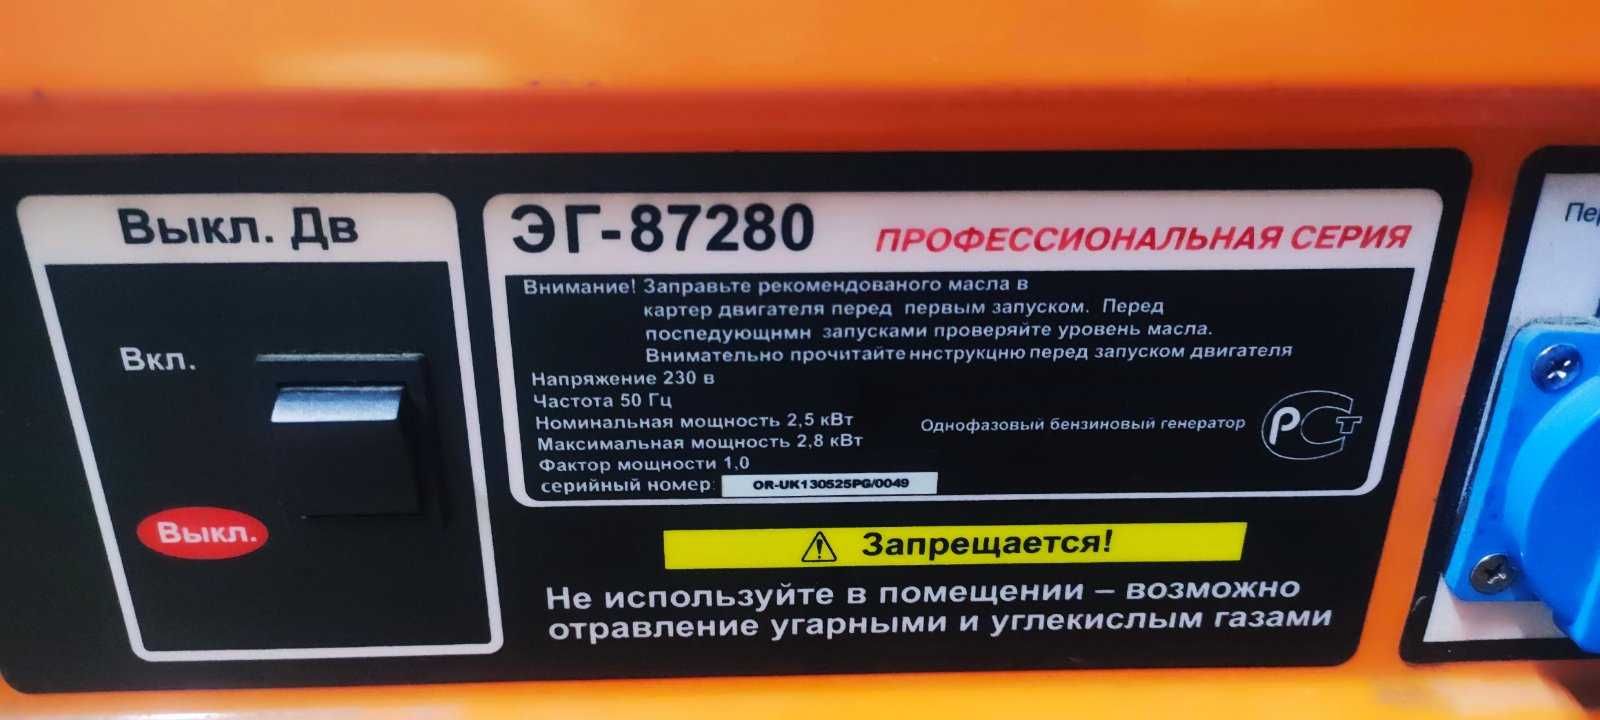 Выкл. Дв
Вкл.
Выкл.
ЭГ-87280 ПРОФЕССИОНАЛЬНАЯ СЕРИЯ
Внимание! Заправьте рекомендованого масла в
картер двигателя перед первым запуском. Перед
поспедующнмн запусками проверяйте уровень масла.
Внимательно прочитайте ннструкцню перед запуском двигателя
Напряжение 230 в
Частота 50 Гц
Номинальная мощность 2,5 кВт
Максимальная мощность 2,8 кВт
Фактор мощности 1,0
серийный номер: OR-UK130525PG/0049
Однофазовый бензиновый генератор
РСТ
Запрещается!
Не используйте в помещении – возможно
отравление угарными и углекислым газами